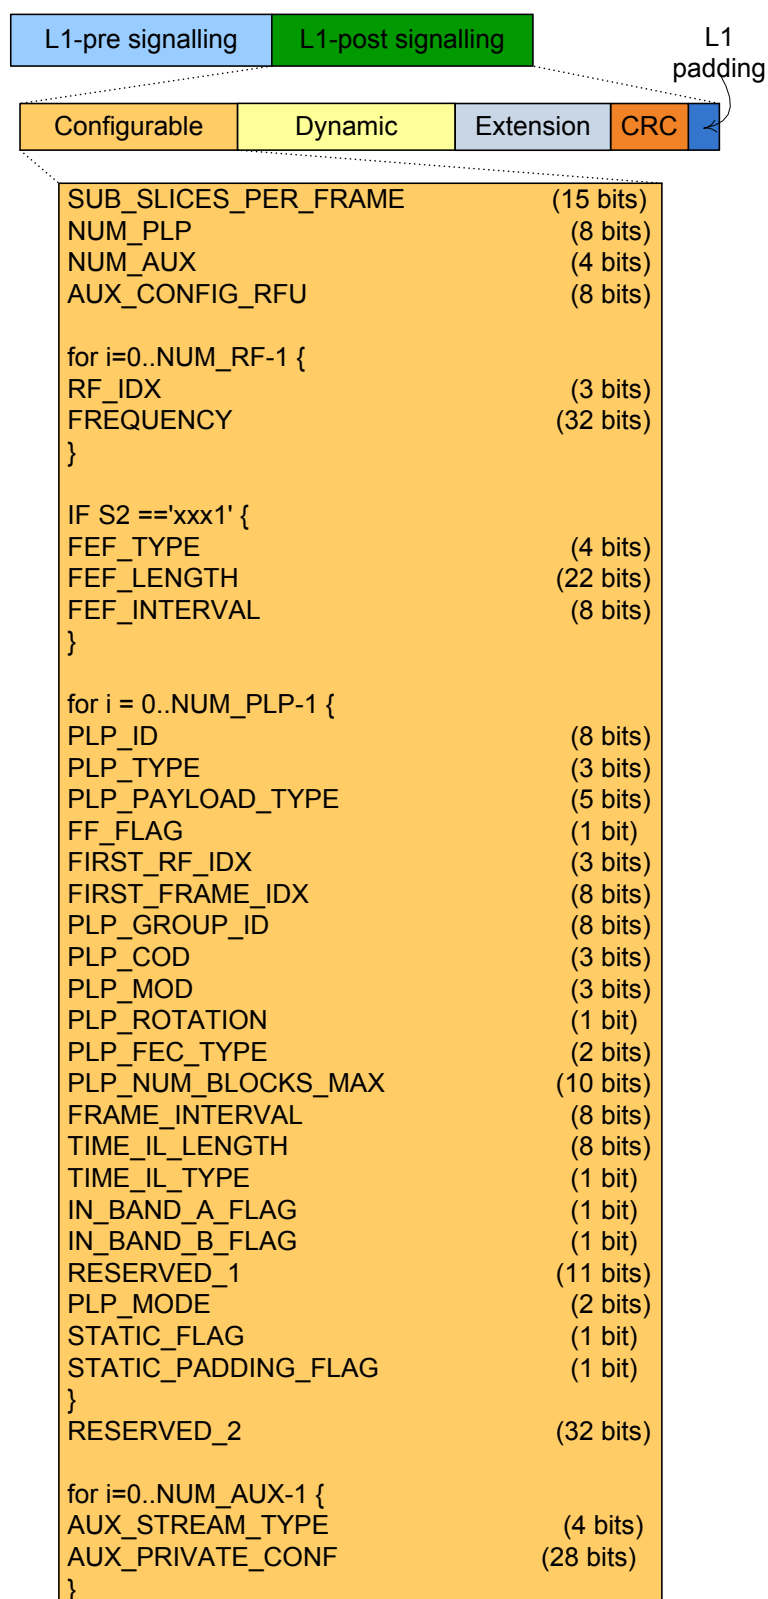 L1-pre signalling L1-post signalling L1
padding
Configurable Dynamic Extension CRC
SUB_SLICES_PER_FRAME (15 bits)
NUM_PLP (8 bits)
NUM_AUX (4 bits)
AUX_CONFIG_RFU (8 bits)
for i=0..NUM_RF-1 {
RF_IDX (3 bits)
FREQUENCY (32 bits)
}
IF S2 =='xxx1' {
FEF_TYPE (4 bits)
FEF_LENGTH (22 bits)
FEF_INTERVAL (8 bits)
}
for i = 0..NUM_PLP-1 {
PLP_ID (8 bits)
PLP_TYPE (3 bits)
PLP_PAYLOAD_TYPE (5 bits)
FF_FLAG (1 bit)
FIRST_RF_IDX (3 bits)
FIRST_FRAME_IDX (8 bits)
PLP_GROUP_ID (8 bits)
PLP_COD (3 bits)
PLP_MOD (3 bits)
PLP_ROTATION (1 bit)
PLP_FEC_TYPE (2 bits)
PLP_NUM_BLOCKS_MAX (10 bits)
FRAME_INTERVAL (8 bits)
TIME_IL_LENGTH (8 bits)
TIME_IL_TYPE (1 bit)
IN_BAND_A_FLAG (1 bit)
IN_BAND_B_FLAG (1 bit)
RESERVED_1 (11 bits)
PLP_MODE (2 bits)
STATIC_FLAG (1 bit)
STATIC_PADDING_FLAG (1 bit)
}
RESERVED_2 (32 bits)
for i=0..NUM_AUX-1 {
AUX_STREAM_TYPE (4 bits)
AUX_PRIVATE_CONF (28 bits)
}